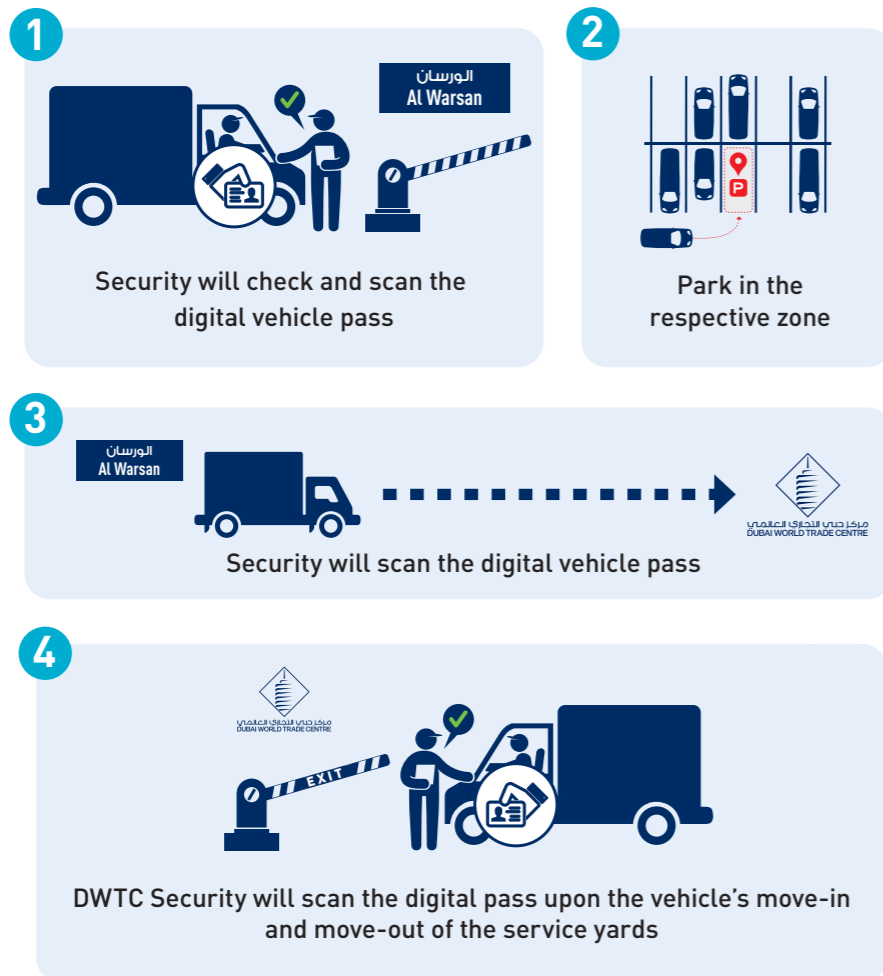 1
الورسان
Al Warsan
Security will check and scan the
digital vehicle pass
2
P
Park in the
respective zone
3
الورسان
Al Warsan
مركز دبي التجاري العالمي
DUBAI WORLD TRADE CENTRE
Security will scan the digital vehicle pass
4
مركز دبي التجاري العالمي
DUBAI WORLD TRADE CENTRE
EXIT
DWTC Security will scan the digital pass upon the vehicle’s move-in
and move-out of the service yards